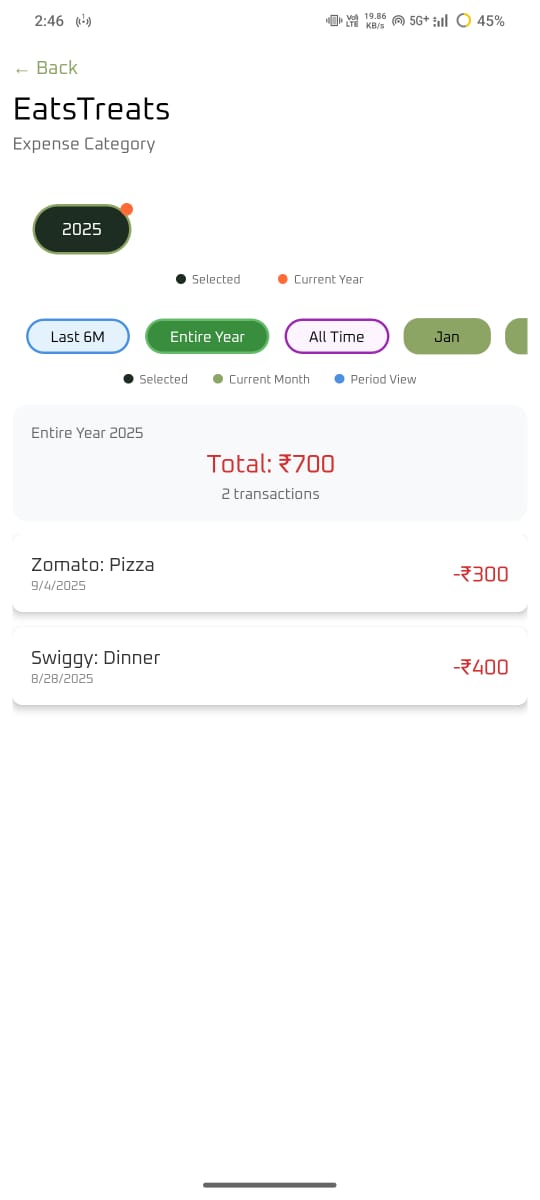 2:46 Vo) LTE 19.86 KB/s 5G+ 45%
← Back
EatsTreats
Expense Category
2025
Selected Current Year
Last 6M Entire Year All Time Jan
Selected Current Month Period View
Entire Year 2025
Total: ₹700
2 transactions
Zomato: Pizza
9/4/2025
-₹300
Swiggy: Dinner
8/28/2025
-₹400